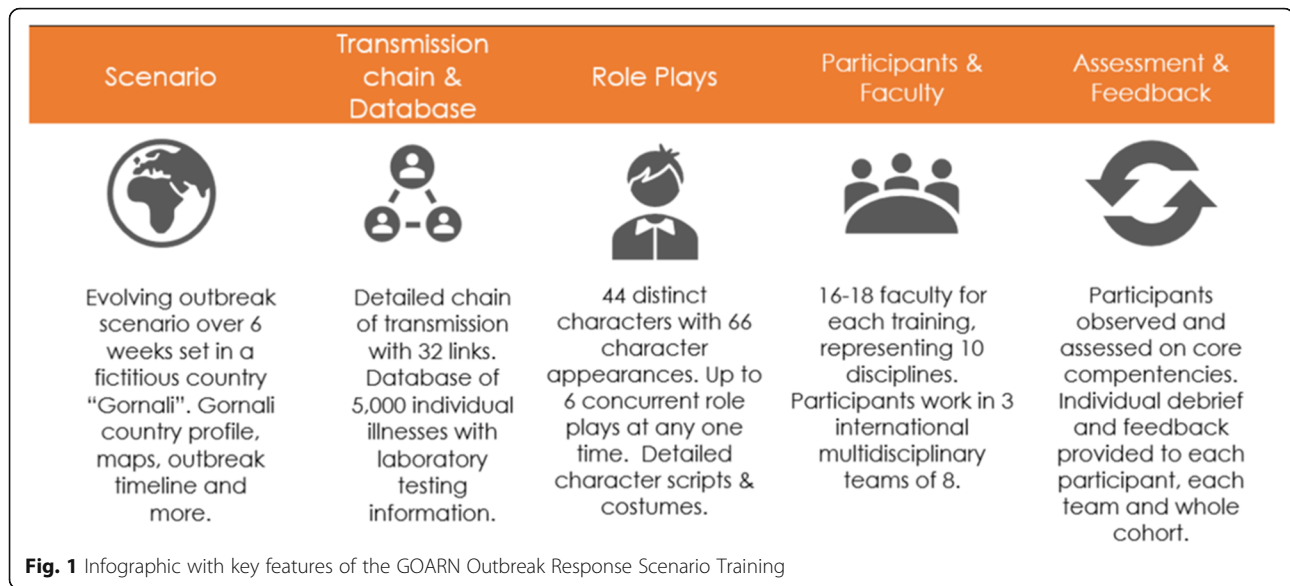 Scenario
Transmission
chain &
Database
Role Plays
Participants &
Faculty
Assessment &
Feedback
Evolving outbreak
scenario over 6
weeks set in a
fictitious country
“Gornali”. Gornali
country profile,
maps, outbreak
timeline and
more.
Detailed chain
of transmission
with 32 links.
Database of
5,000 individual
illnesses with
laboratory
testing
information.
44 distinct
characters with 66
character
appearances. Up to
6 concurrent role
plays at any one
time. Detailed
character scripts &
costumes.
16-18 faculty for
each training,
representing 10
disciplines.
Participants work in 3
international
multidisciplinary
teams of 8.
Participants
observed and
assessed on core
compentencies.
Individual debrief
and feedback
provided to each
participant, each
team and whole
cohort.
Fig. 1 Infographic with key features of the GOARN Outbreak Response Scenario Training